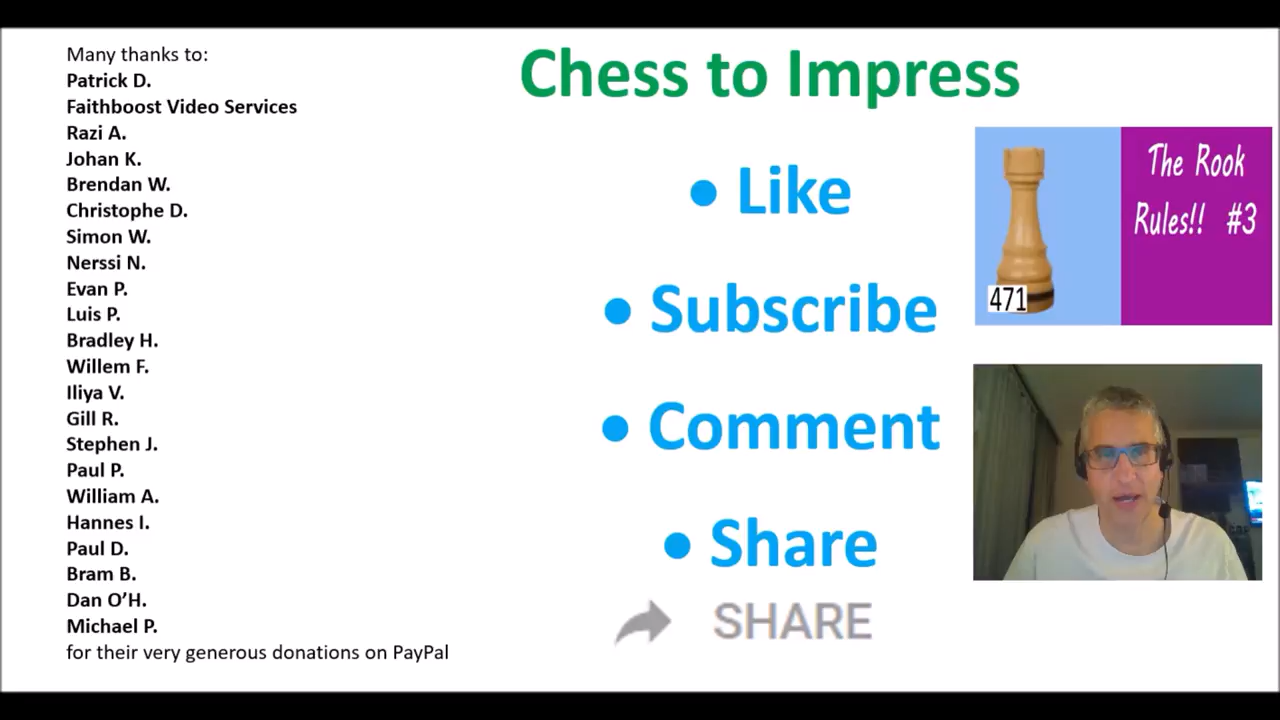 Many thanks to:
Patrick D.
Faithboost Video Services
Razi A.
Johan K.
Brendan W.
Christophe D.
Simon W.
Nerssi N.
Evan P.
Luis P.
Bradley H.
Willem F.
Iliya V.
Gill R.
Stephen J.
Paul P.
William A.
Hannes I.
Paul D.
Bram B.
Dan O'H.
Michael P.
for their very generous donations on PayPal
Chess to Impress
• Like
• Subscribe
• Comment
• Share
SHARE
The Rook
Rules!! #3
471